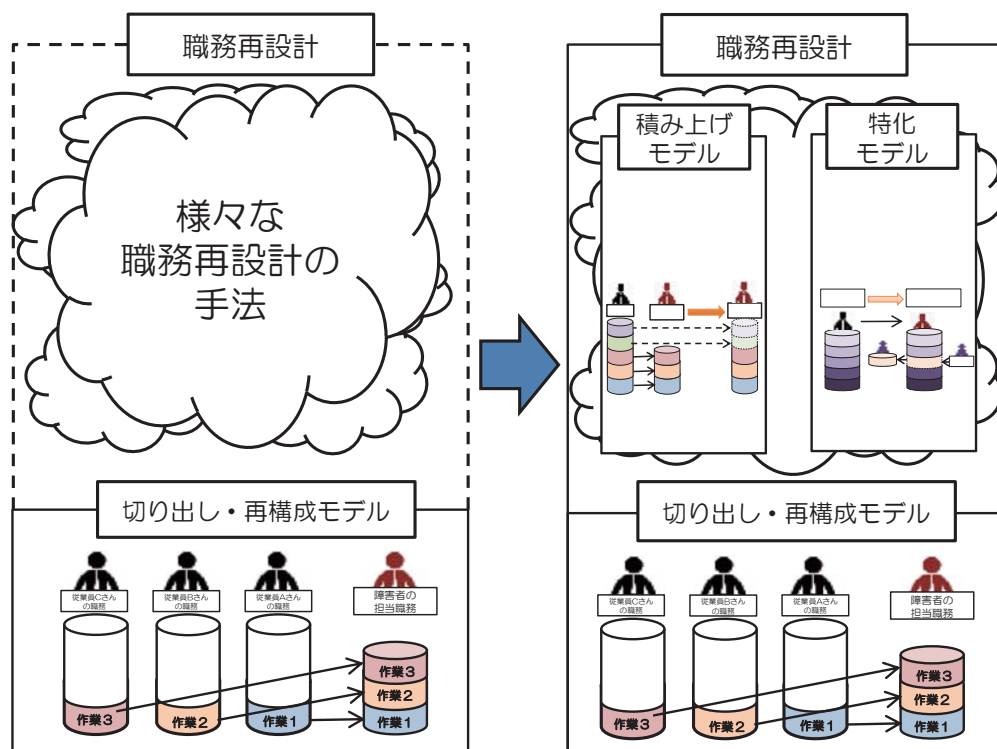 職務再設計
様々な
職務再設計の
手法
切り出し・再構成モデル
従業員Cさん
の職務
従業員Bさん
の職務
従業員Aさん
の職務
障害者の
担当職務
作業3
作業2
作業1
作業3
作業2
作業1
職務再設計
積み上げ
モデル
特化
モデル
切り出し・再構成モデル
従業員Cさん
の職務
従業員Bさん
の職務
従業員Aさん
の職務
障害者の
担当職務
作業3
作業2
作業1
作業3
作業2
作業1